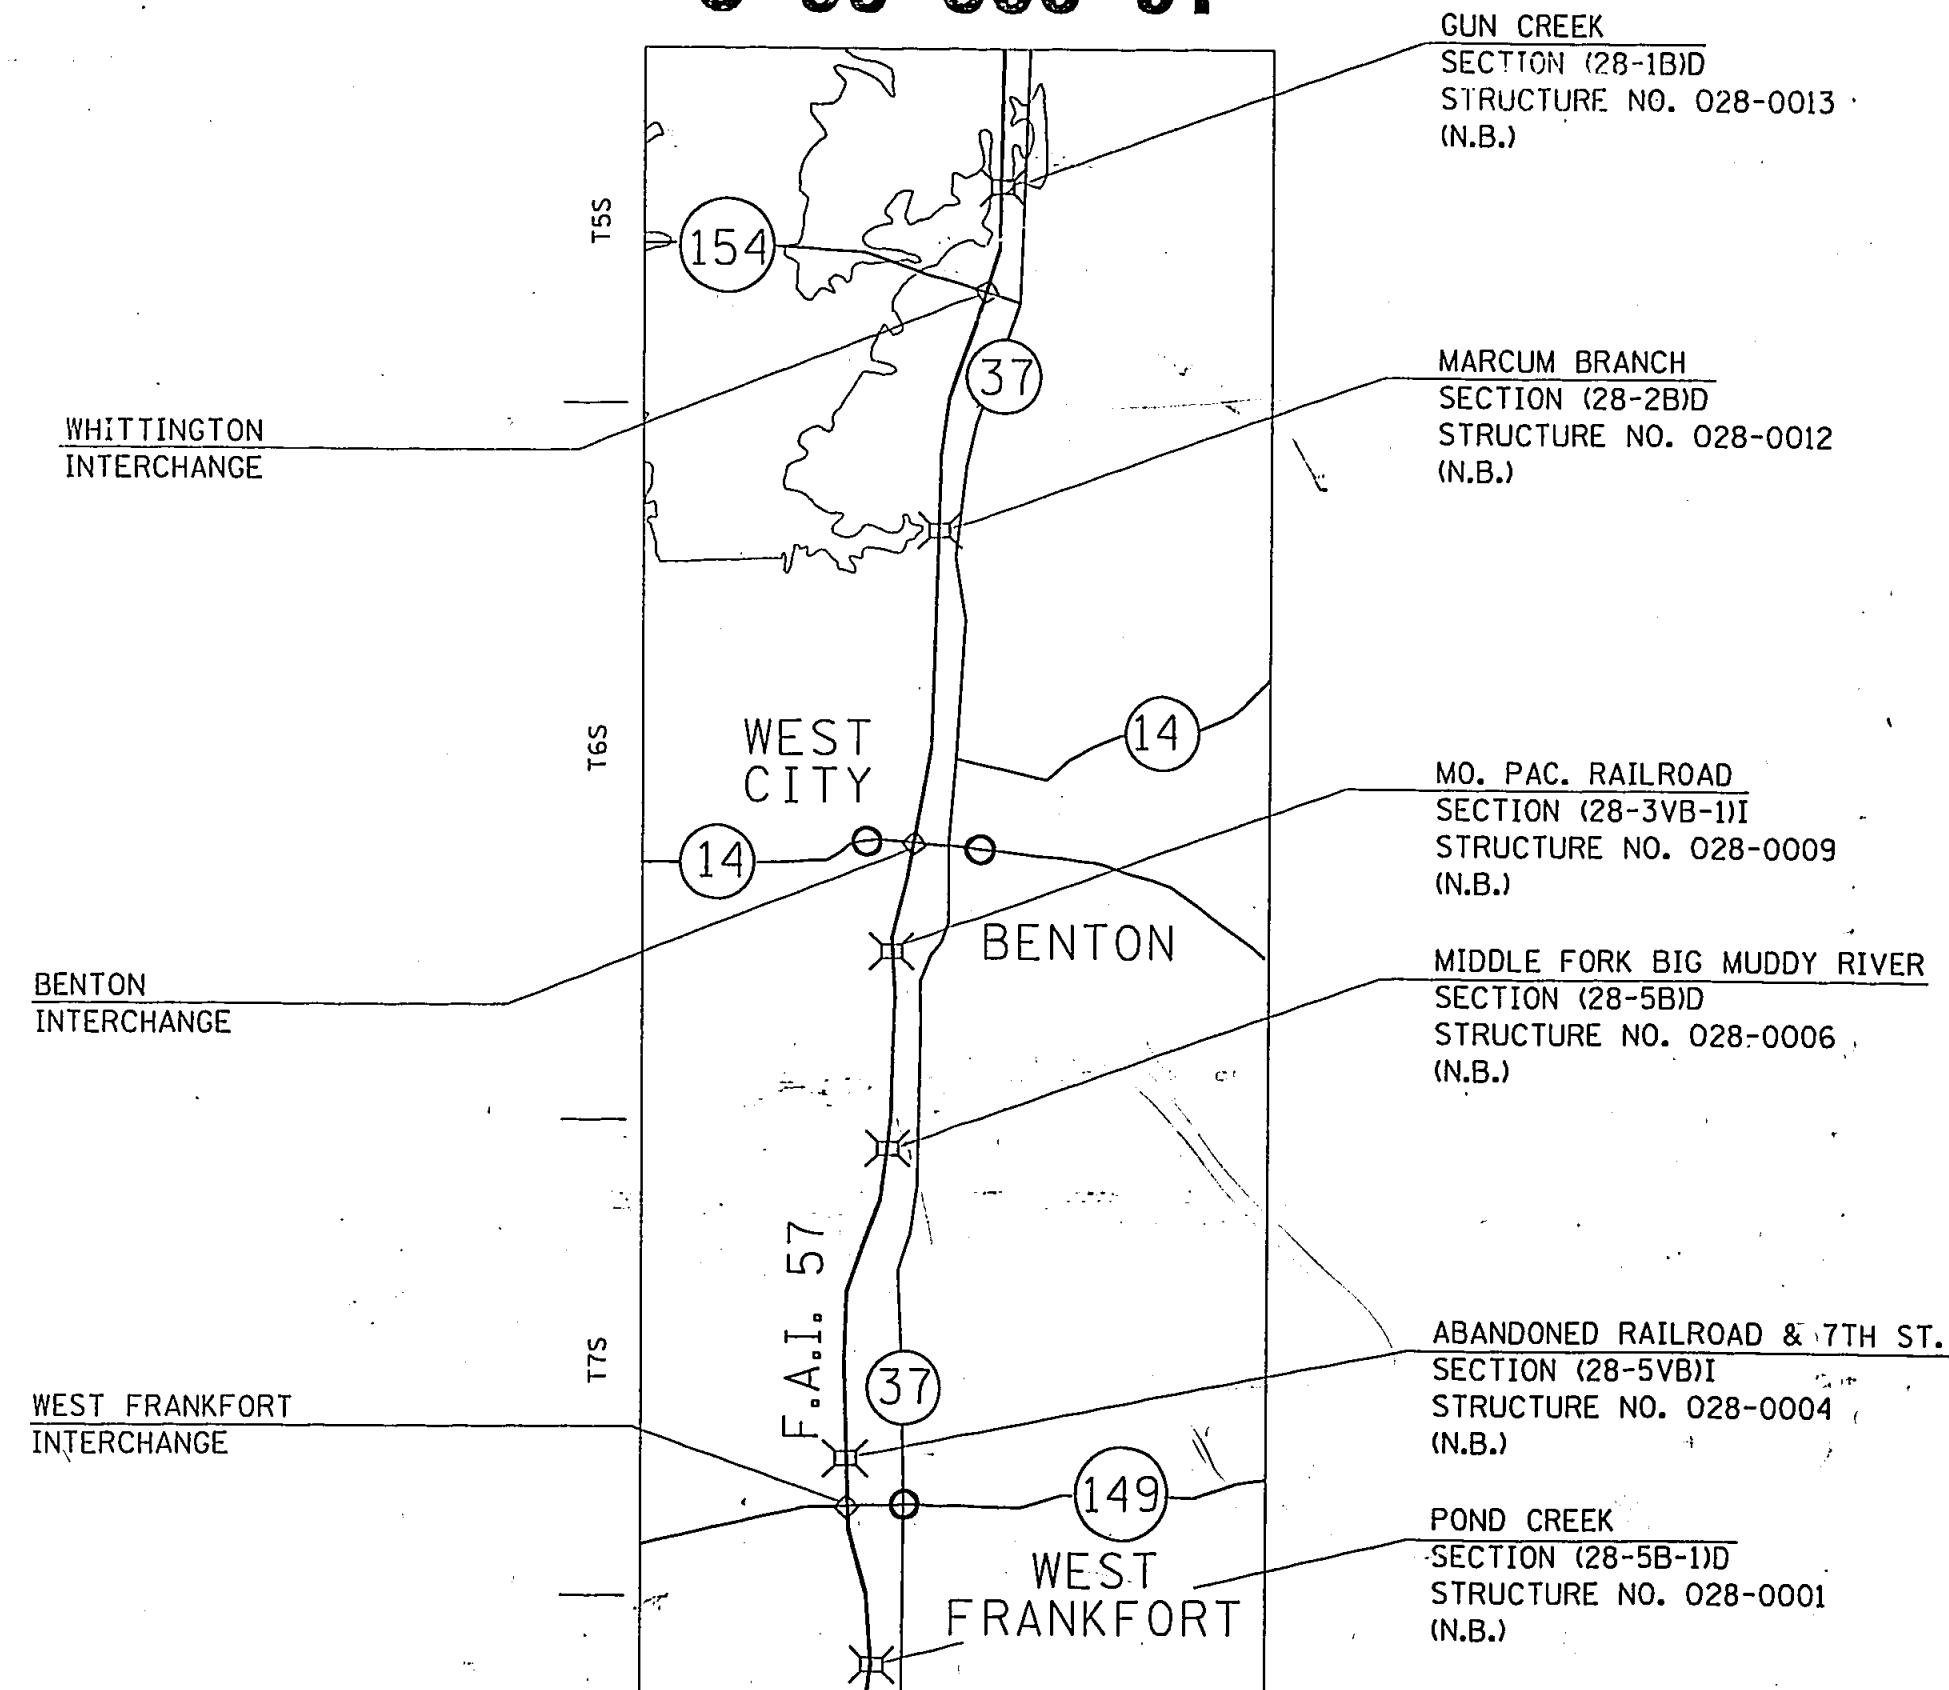 GUN CREEK
SECTION (28-1B)D
STRUCTURE NO. 028-0013
(N.B.)
T5S
154
37
MARCUM BRANCH
SECTION (28-2B)D
STRUCTURE NO. 028-0012
(N.B.)
WHITTINGTON
INTERCHANGE
T6S
WEST
CITY
14
14
MO. PAC. RAILROAD
SECTION (28-3VB-1)I
STRUCTURE NO. 028-0009
(N.B.)
BENTON
BENTON
INTERCHANGE
MIDDLE FORK BIG MUDDY RIVER
SECTION (28-5B)D
STRUCTURE NO. 028-0006
(N.B.)
F.A.I. 57
T7S
37
ABANDONED RAILROAD & 7TH ST.
SECTION (28-5VB)I
STRUCTURE NO. 028-0004
(N.B.)
WEST FRANKFORT
INTERCHANGE
149
WEST
FRANKFORT
POND CREEK
SECTION (28-5B-1)D
STRUCTURE NO. 028-0001
(N.B.)